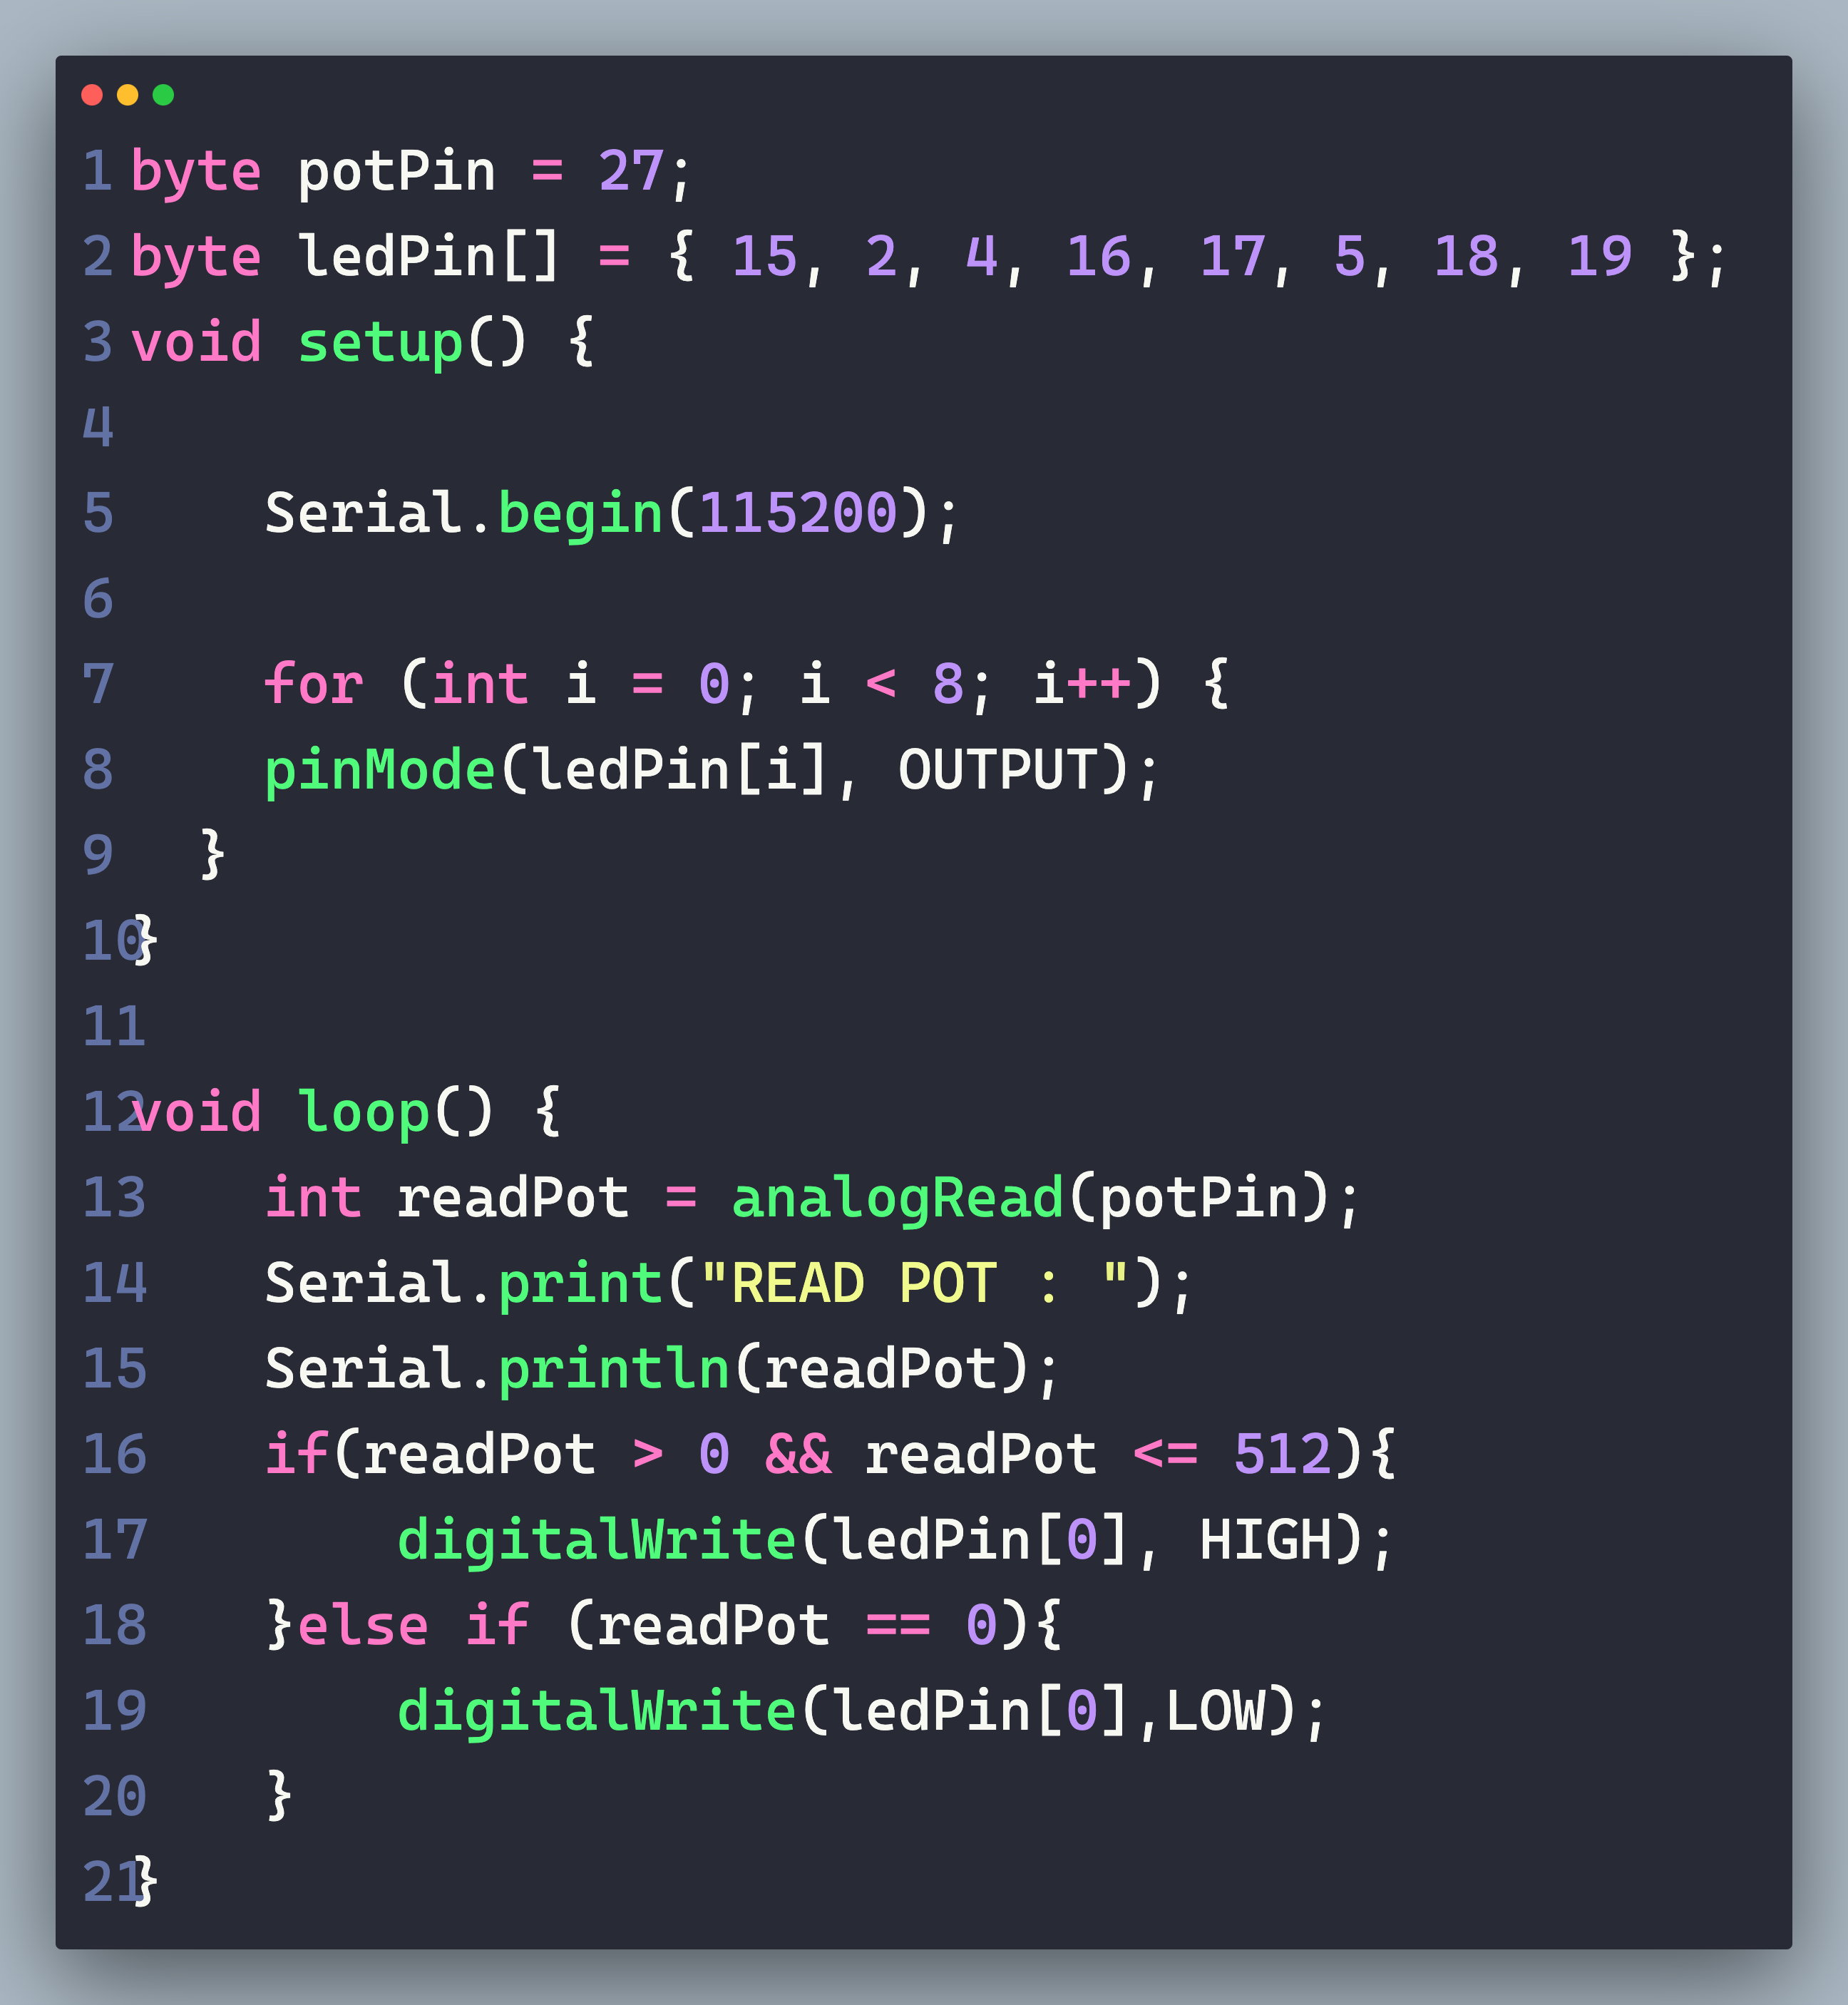 1 byte potPin = 27;
2 byte ledPin[] = { 15, 2, 4, 16, 17, 5, 18, 19 };
3 void setup() {
4
5     Serial.begin(115200);
6
7     for (int i = 0; i < 8; i++) {
8     pinMode(ledPin[i], OUTPUT);
9   }
10 }
11
12 void loop() {
13     int readPot = analogRead(potPin);
14     Serial.print("READ POT : ");
15     Serial.println(readPot);
16     if(readPot > 0 && readPot <= 512){
17         digitalWrite(ledPin[0], HIGH);
18     }else if (readPot == 0){
19         digitalWrite(ledPin[0],LOW);
20     }
21 }